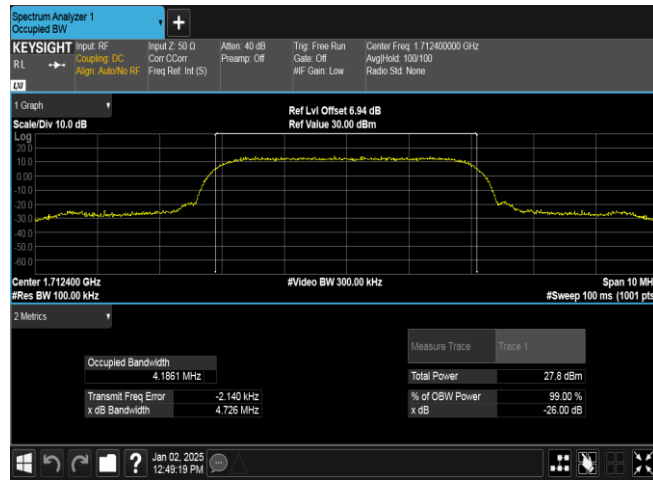 Spectrum Analyzer 1
Occupied BW
+
KEYSIGHT
Input: RF
Coupling: DC
Align: Auto/No RF
Input Z: 50 Ω
Corr CCorr
Freq Ref: Int (S)
Atten: 40 dB
Preamp: Off
Trig: Free Run
Gate: Off
#IF Gain: Low
Center Freq: 1.712400000 GHz
Avg|Hold: 100/100
Radio Std: None
RL
LXI
1 Graph
Scale/Div 10.0 dB
Ref Lvl Offset 6.94 dB
Ref Value 30.00 dBm
Log
20.0
10.0
0.00
-10.0
-20.0
-30.0
-40.0
-50.0
-60.0
Center 1.712400 GHz
#Video BW 300.00 kHz
Span 10 MH
#Res BW 100.00 kHz
#Sweep 100 ms (1001 pts
2 Metrics
Measure Trace
Trace 1
Occupied Bandwidth
4.1861 MHz
Total Power
27.8 dBm
Transmit Freq Error
-2.140 kHz
% of OBW Power
99.00 %
x dB Bandwidth
4.726 MHz
x dB
-26.00 dB
?
Jan 02, 2025
12:49:19 PM